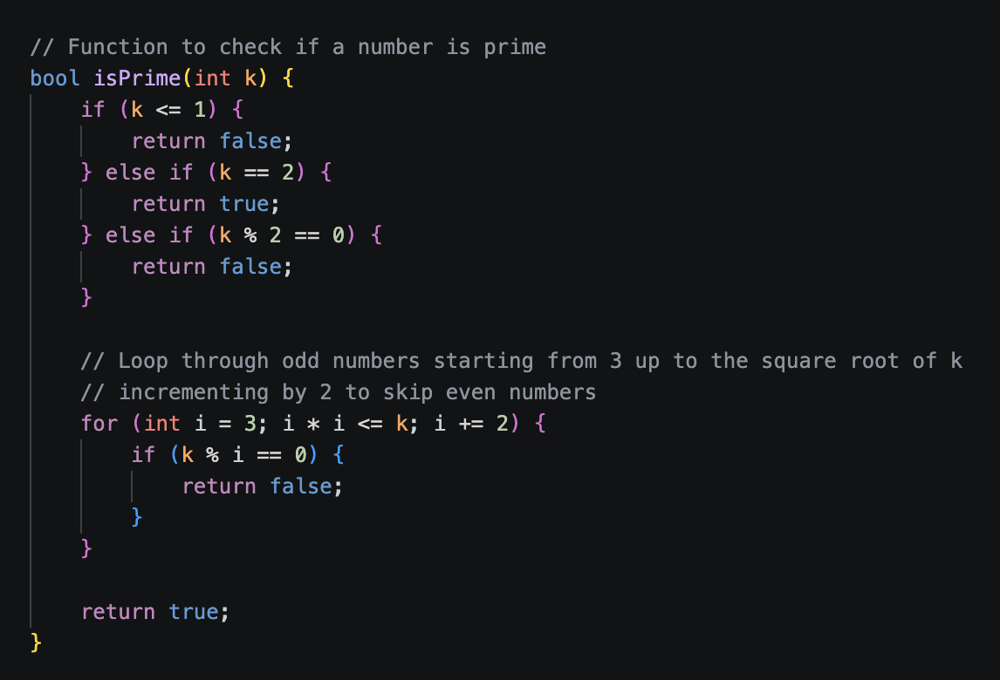 // Function to check if a number is prime
bool isPrime(int k) {
    if (k <= 1) {
        return false;
    } else if (k == 2) {
        return true;
    } else if (k % 2 == 0) {
        return false;
    }

    // Loop through odd numbers starting from 3 up to the square root of k
    // incrementing by 2 to skip even numbers
    for (int i = 3; i * i <= k; i += 2) {
        if (k % i == 0) {
            return false;
        }
    }

    return true;
}